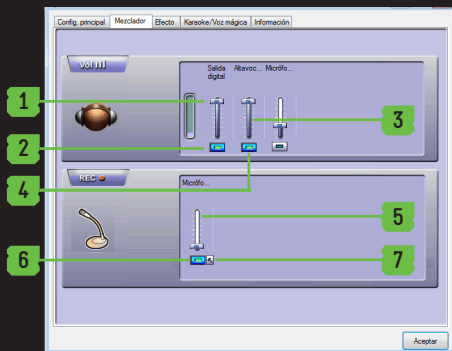 Config. principal Mezclador Efecto Karaoke/Voz mágica Información
Vol
Salida digital Altavoc... Micrófo...
1
2
3
4
REC
Micrófo...
5
6
7
Aceptar